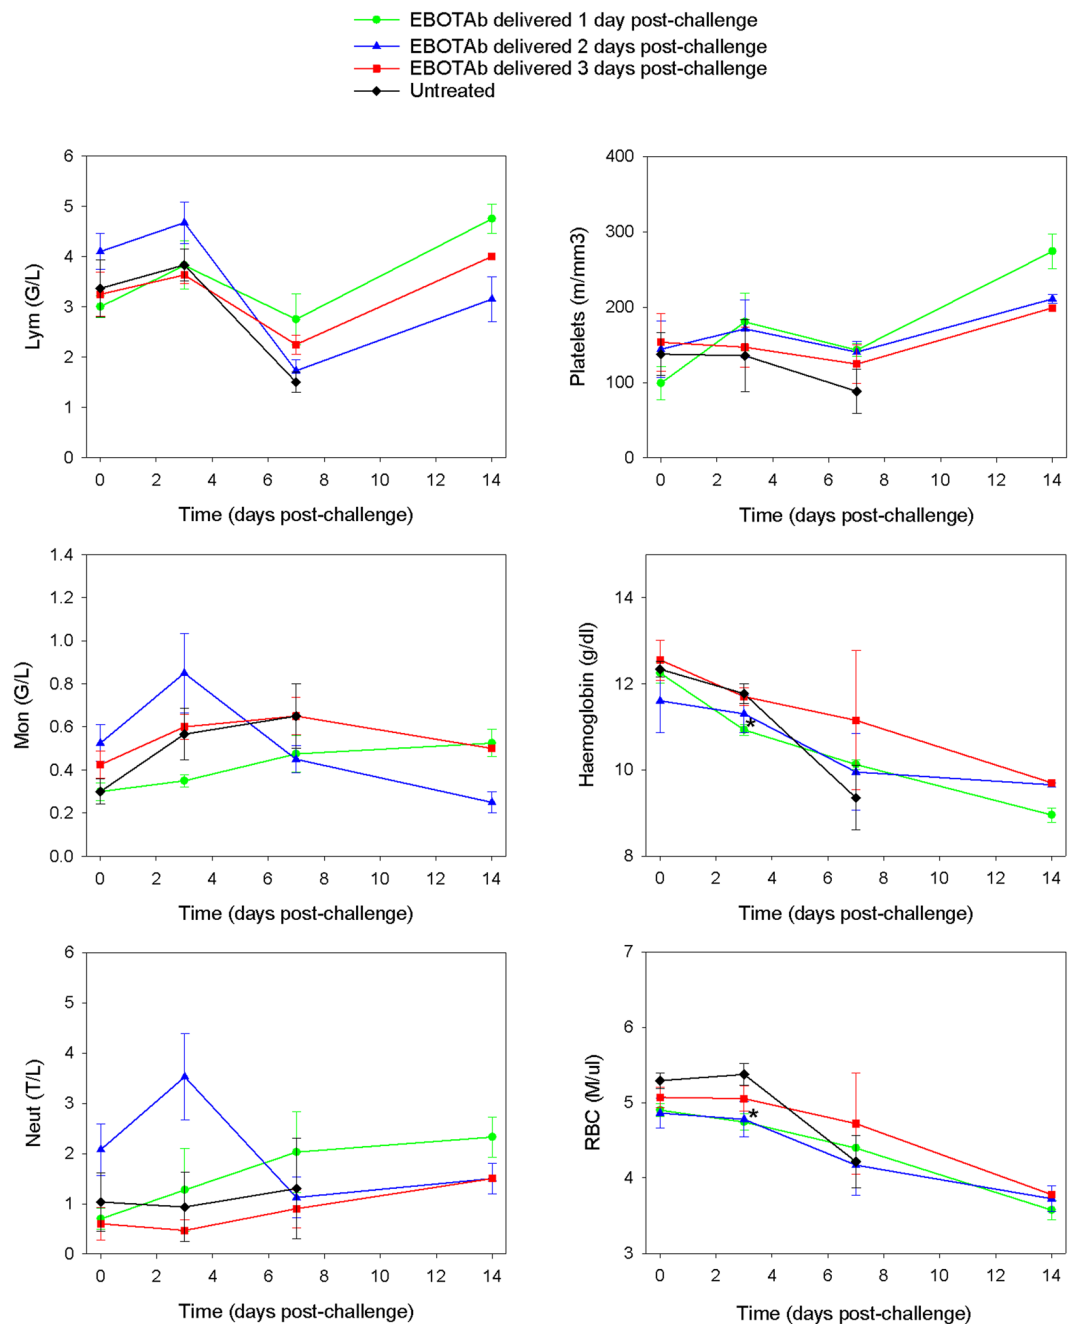 EBOTAb delivered 1 day post-challenge
EBOTAb delivered 2 days post-challenge
EBOTAb delivered 3 days post-challenge
Untreated
6
5
4
3
2
1
0
Lym (G/L)
0 2 4 6 8 10 12 14
Time (days post-challenge)
400
300
200
100
0
Platelets (m/mm3)
0 2 4 6 8 10 12 14
Time (days post-challenge)
1.4
1.2
1.0
0.8
0.6
0.4
0.2
0.0
Mon (G/L)
0 2 4 6 8 10 12 14
Time (days post-challenge)
14
12
10
8
Haemoglobin (g/dl)
*
0 2 4 6 8 10 12 14
Time (days post-challenge)
6
5
4
3
2
1
0
Neut (T/L)
0 2 4 6 8 10 12 14
Time (days post-challenge)
7
6
5
4
3
RBC (M/ul)
*
0 2 4 6 8 10 12 14
Time (days post-challenge)